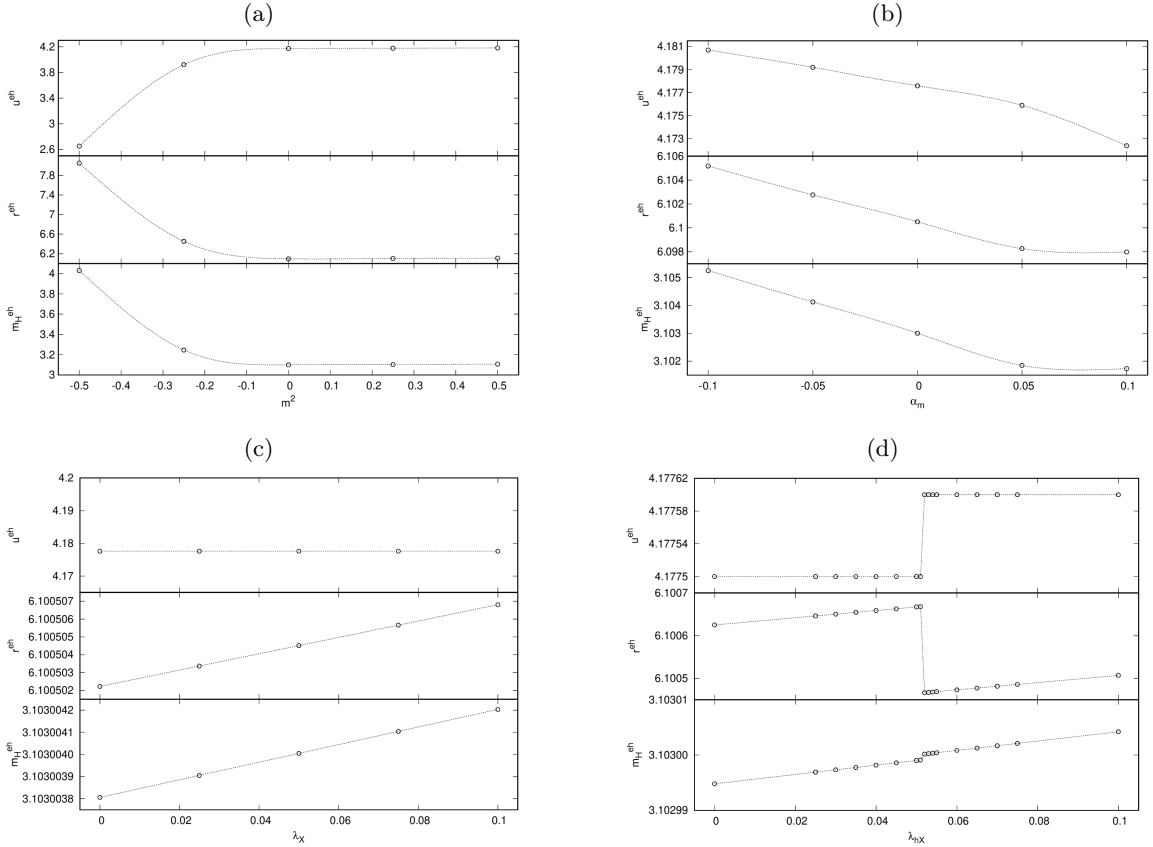 (a)
4.2
3.8
3.4
3
2.6
u^eh
7.8
7.4
7
6.6
6.2
r^eh
4
3.8
3.6
3.4
3.2
3
m_H^eh
-0.5 -0.4 -0.3 -0.2 -0.1 0 0.1 0.2 0.3 0.4 0.5
m^2
(b)
4.181
4.179
4.177
4.175
4.173
u^eh
6.106
6.104
6.102
6.1
6.098
r^eh
3.105
3.104
3.103
3.102
m_H^eh
-0.1 -0.05 0 0.05 0.1
α_m
(c)
4.2
4.19
4.18
4.17
u^eh
6.100507
6.100506
6.100505
6.100504
6.100503
6.100502
r^eh
3.1030042
3.1030041
3.1030040
3.1030039
3.1030038
m_H^eh
0 0.02 0.04 0.06 0.08 0.1
λ_X
(d)
4.17762
4.17758
4.17754
4.1775
u^eh
6.1007
6.1006
6.1005
r^eh
3.10301
3.10300
3.10299
m_H^eh
0 0.02 0.04 0.06 0.08 0.1
λ_hX